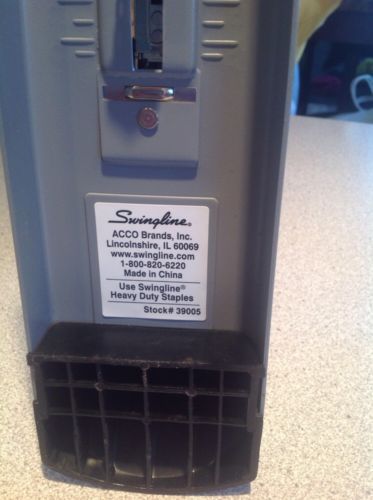 Swingline®
ACCO Brands, Inc.
Lincolnshire, IL 60069
www.swingline.com
1-800-820-6220
Made in China
Use Swingline®
Heavy Duty Staples
Stock# 39005